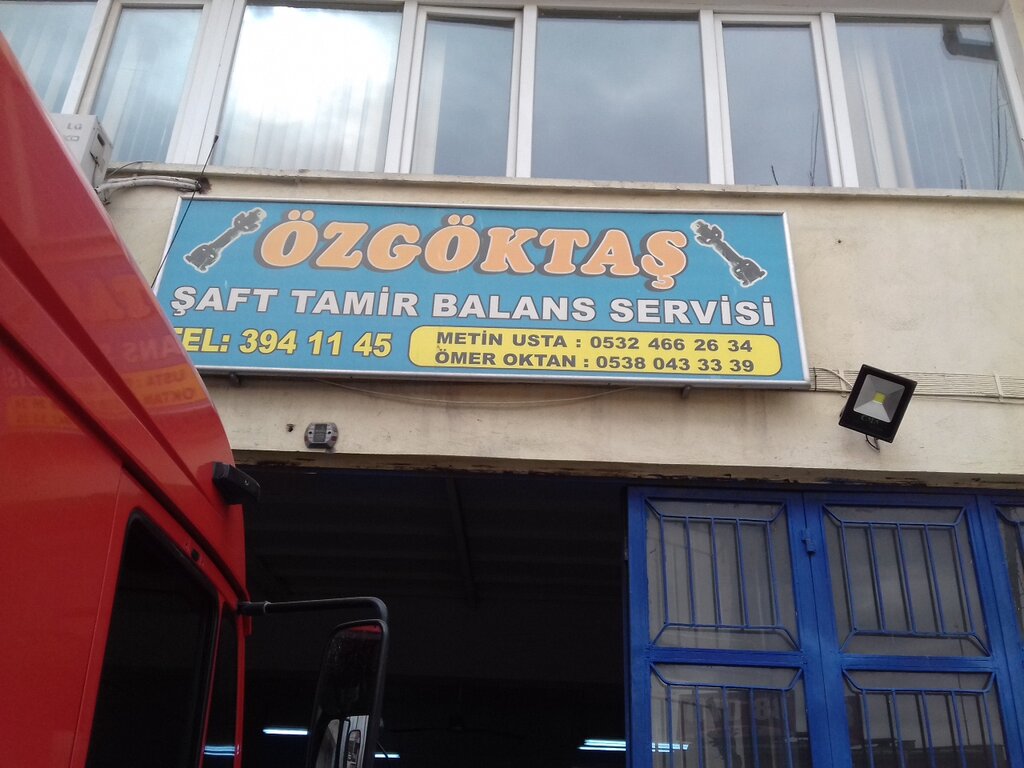 LG
ÖZGÖKTAŞ
ŞAFT TAMİR BALANS SERVİSİ
TEL: 394 11 45
METİN USTA : 0532 466 26 34
ÖMER OKTAN : 0538 043 33 39